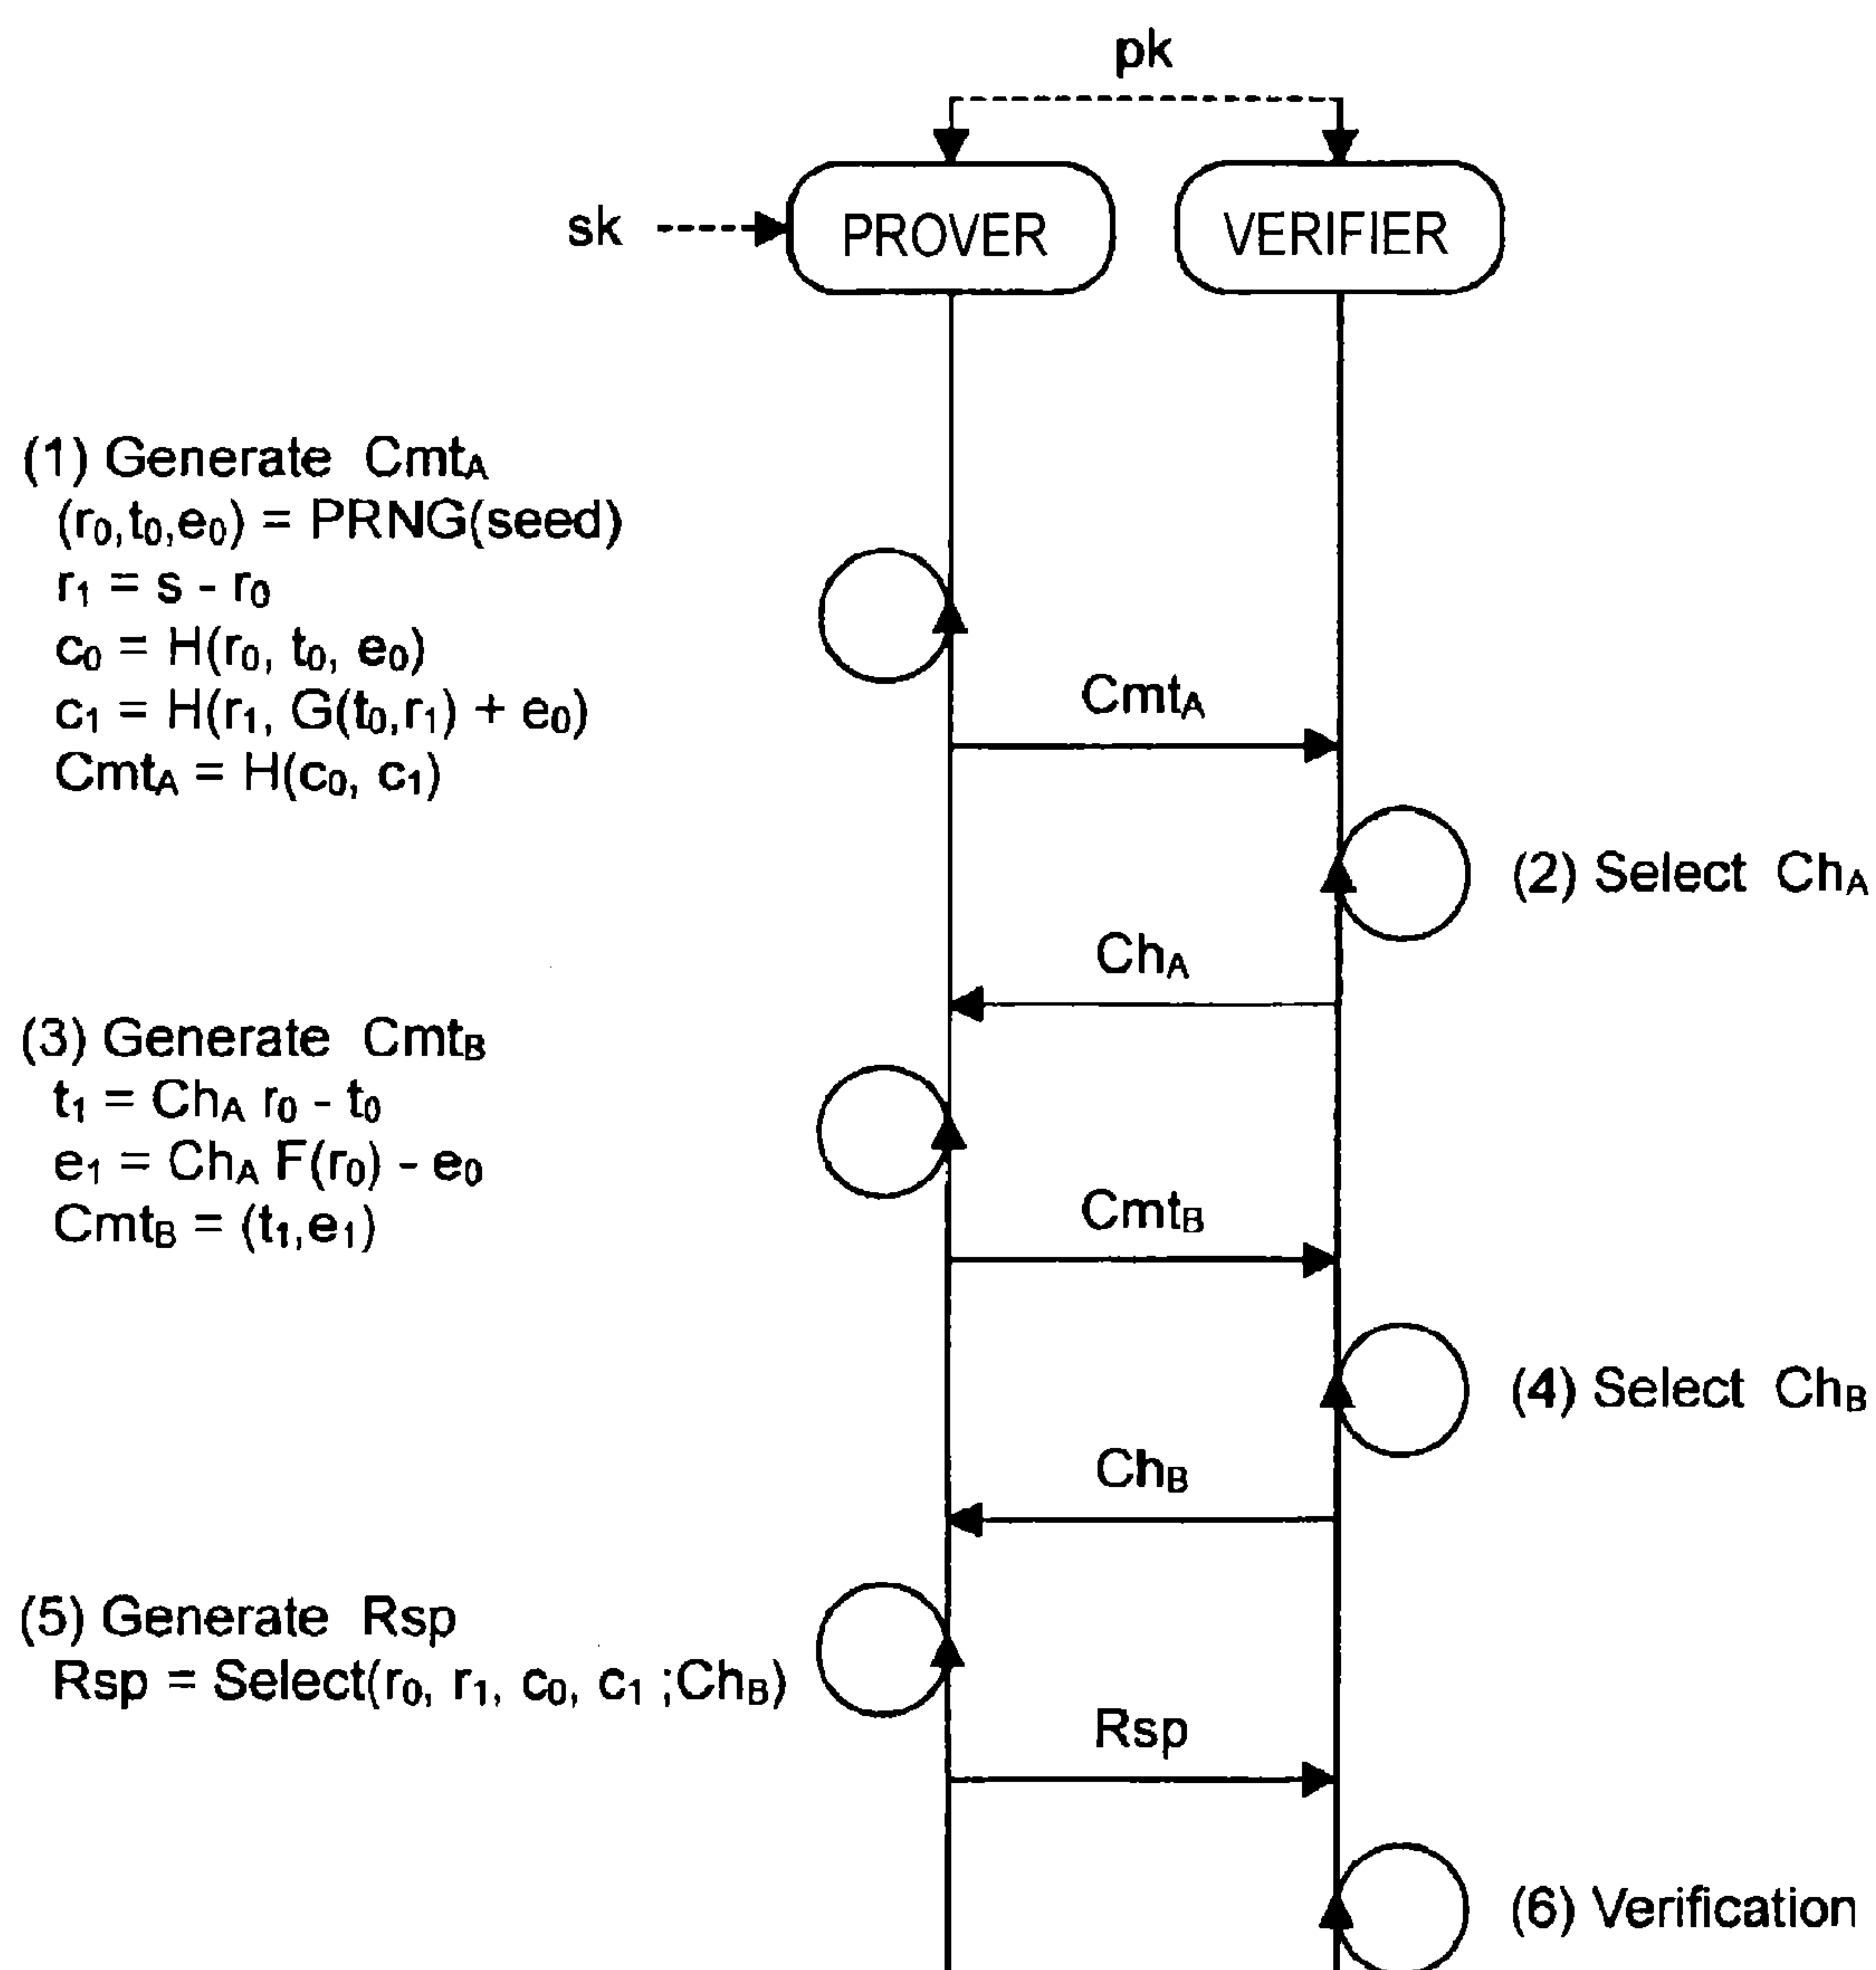 pk
sk
PROVER
VERIFIER
(1) Generate CmtA
(r0,t0,e0) = PRNG(seed)
r1 = s - r0
c0 = H(r0, t0, e0)
c1 = H(r1, G(t0,r1) + e0)
CmtA = H(c0, c1)
CmtA
(2) Select ChA
ChA
(3) Generate CmtB
t1 = ChA r0 - t0
e1 = ChA F(r0) - e0
CmtB = (t1,e1)
CmtB
(4) Select ChB
ChB
(5) Generate Rsp
Rsp = Select(r0, r1, c0, c1 ;ChB)
Rsp
(6) Verification